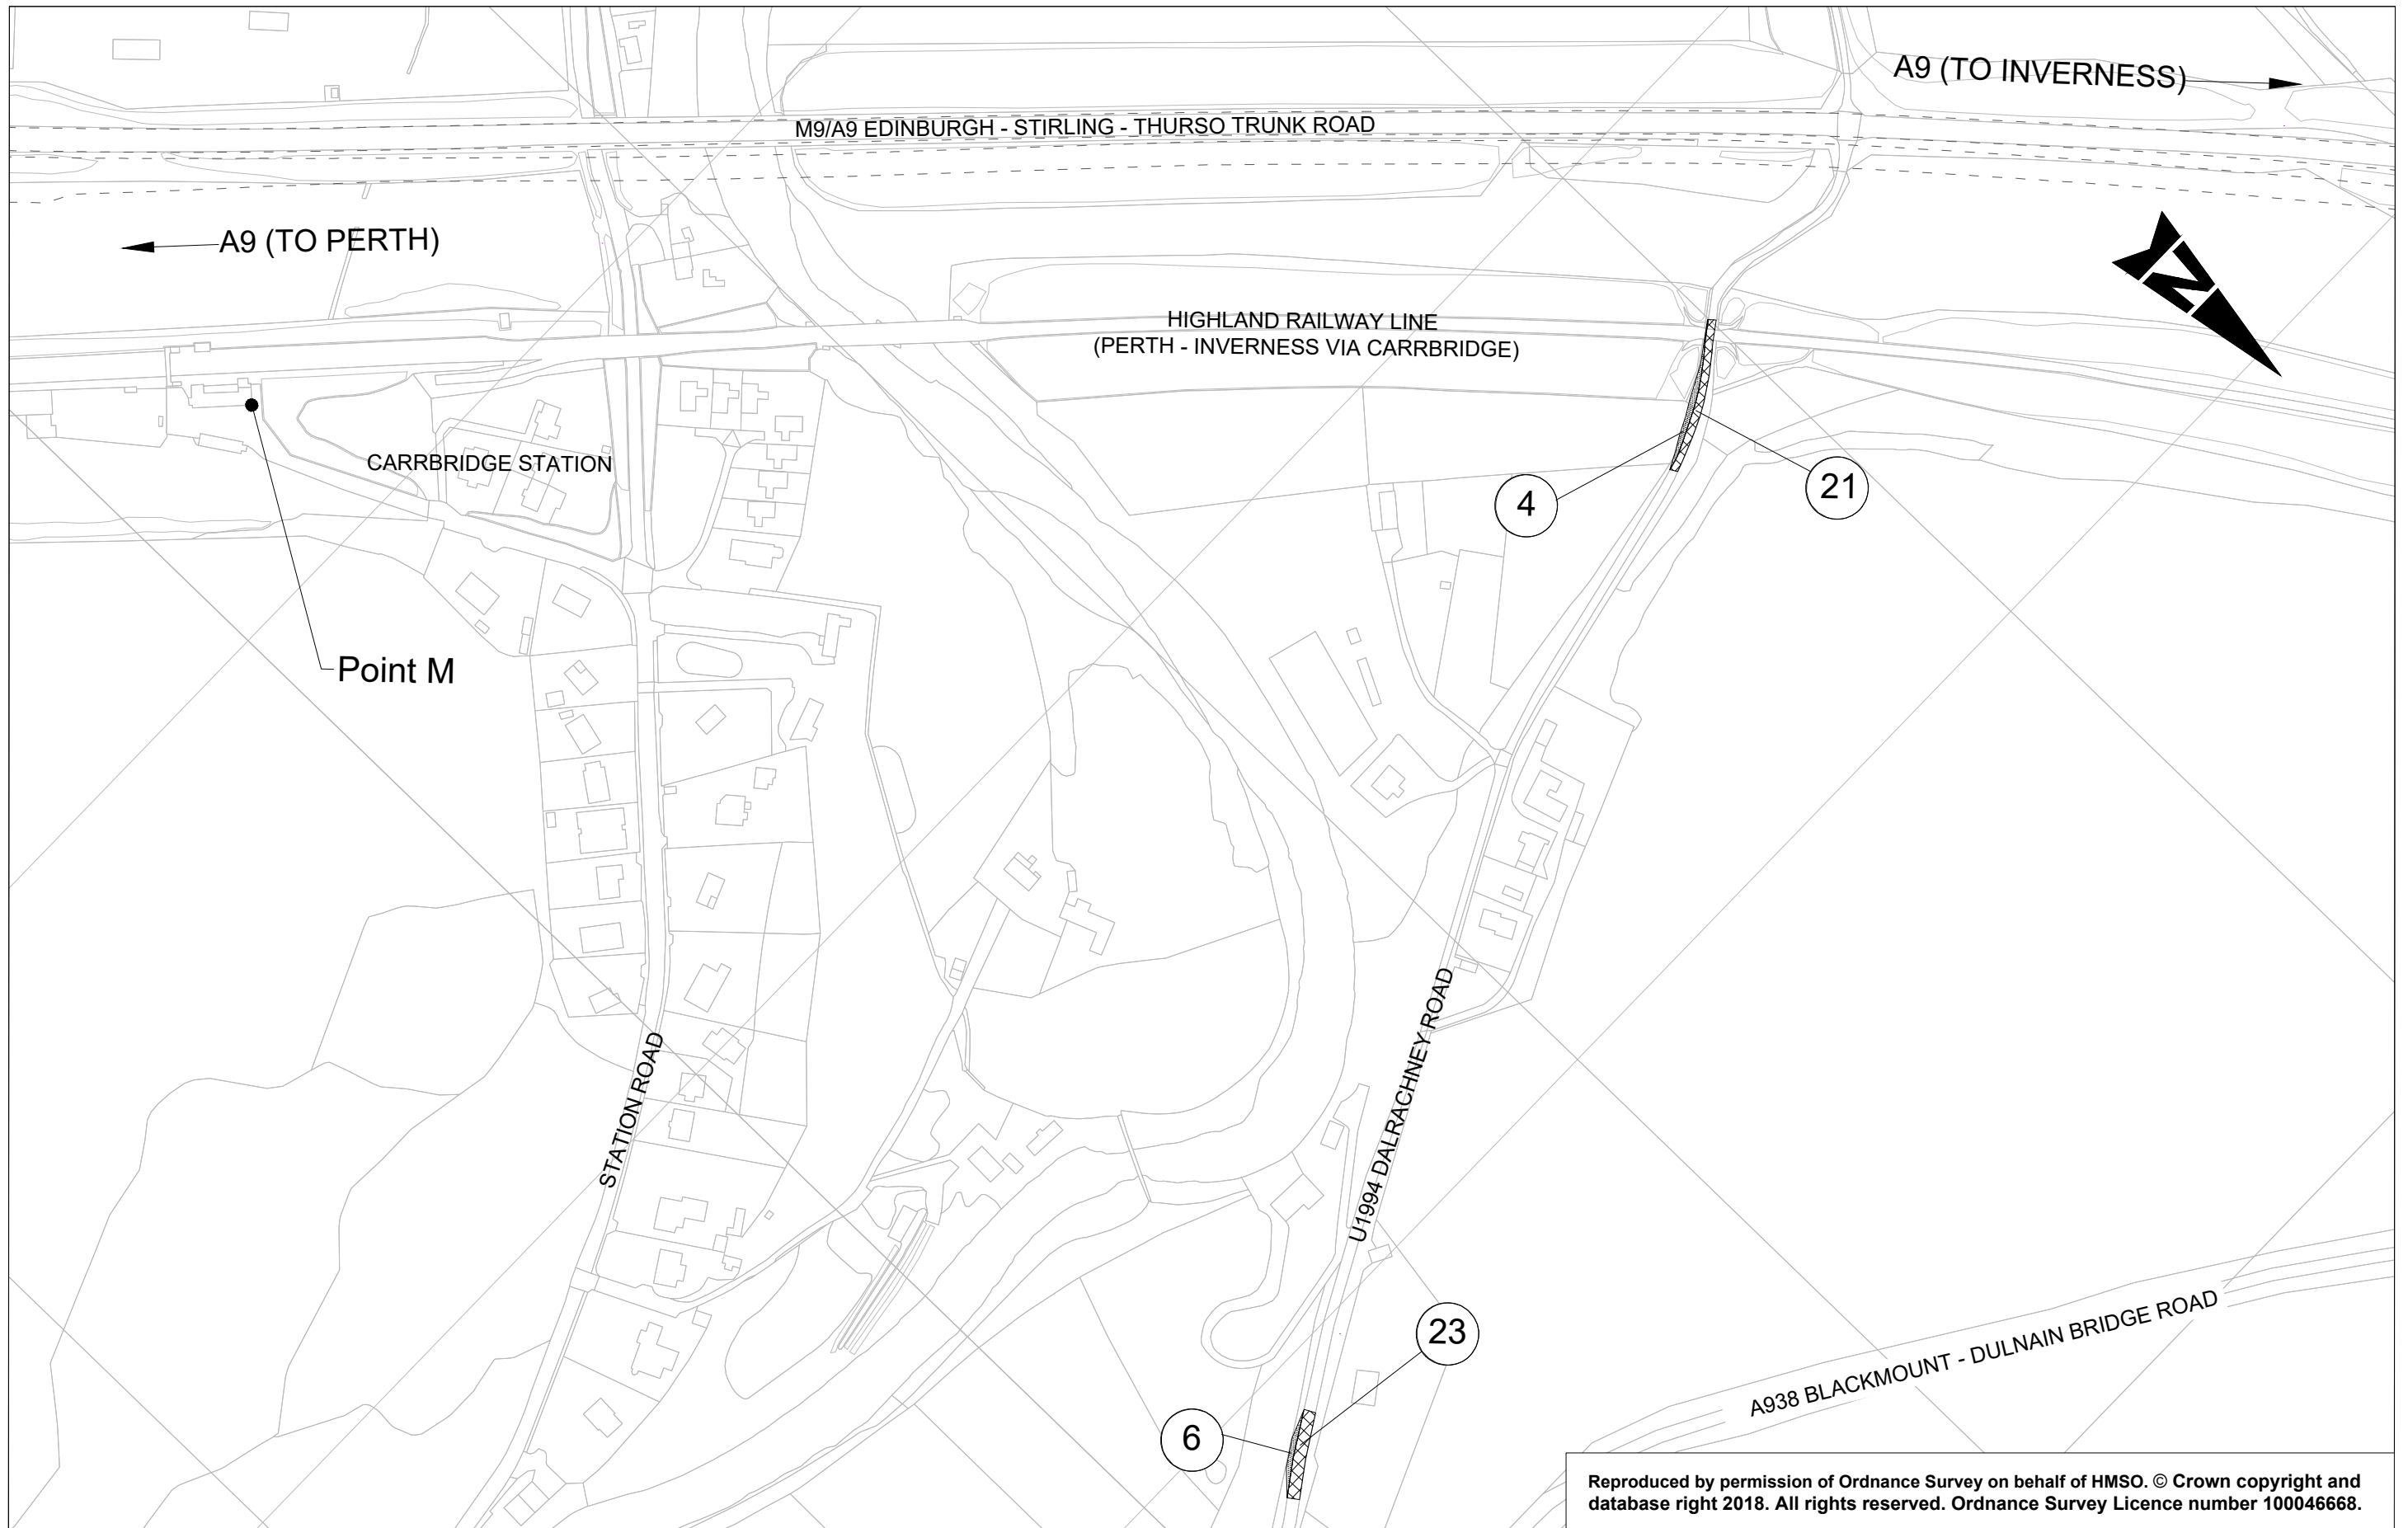 A9 (TO INVERNESS)
M9/A9 EDINBURGH - STIRLING - THURSO TRUNK ROAD
A9 (TO PERTH)
N
HIGHLAND RAILWAY LINE
(PERTH - INVERNESS VIA CARRBRIDGE)
CARRBRIDGE STATION
4
21
Point M
STATION ROAD
U1994 DALRACHNEY ROAD
23
6
A938 BLACKMOUNT - DULNAIN BRIDGE ROAD
Reproduced by permission of Ordnance Survey on behalf of HMSO. © Crown copyright and
database right 2018. All rights reserved. Ordnance Survey Licence number 100046668.